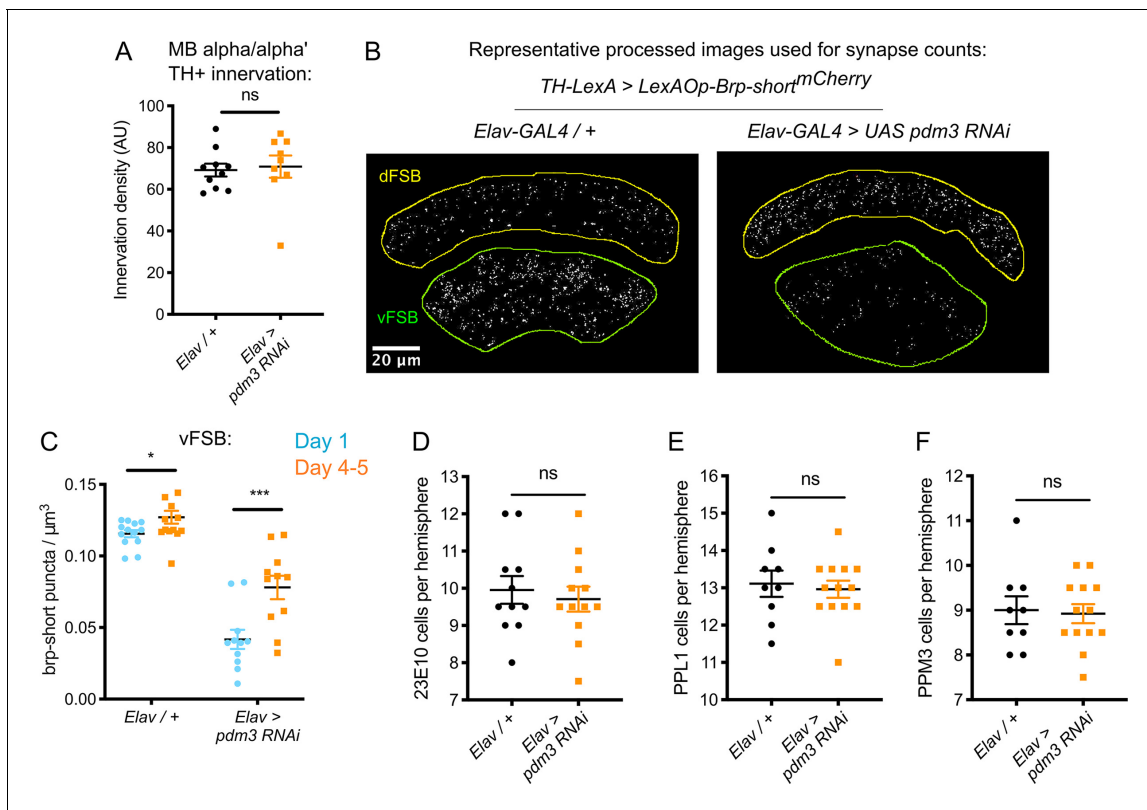 A
MB alpha/alpha'
TH+ innervation:
ns
Innervation density (AU)
100
80
60
40
20
0
Elav / +
Elav >
pdm3 RNAi
B
Representative processed images used for synapse counts:
TH-LexA > LexAOp-Brp-short^mCherry
Elav-GAL4 / +
Elav-GAL4 > UAS pdm3 RNAi
dFSB
vFSB
20 µm
C
vFSB:
Day 1
Day 4-5
*
***
brp-short puncta / µm³
0.15
0.10
0.05
0.00
Elav / +
Elav >
pdm3 RNAi
D
ns
23E10 cells per hemisphere
13
12
11
10
9
8
7
Elav / +
Elav >
pdm3 RNAi
E
ns
PPL1 cells per hemisphere
16
15
14
13
12
11
10
Elav / +
Elav >
pdm3 RNAi
F
ns
PPM3 cells per hemisphere
12
11
10
9
8
7
Elav / +
Elav >
pdm3 RNAi